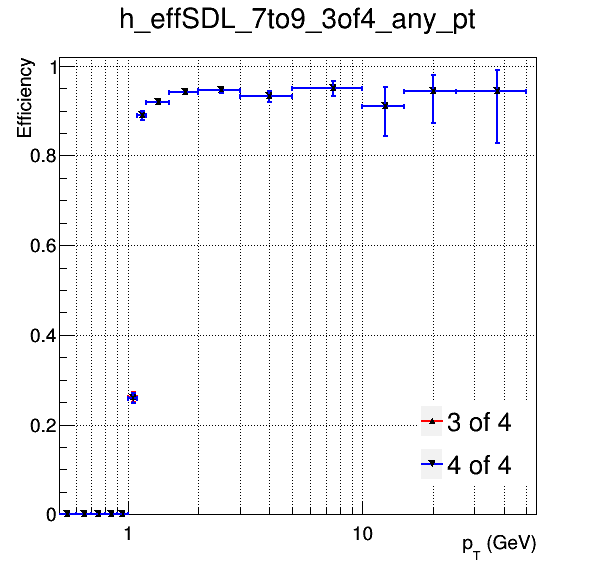 h_effSDL_7to9_3of4_any_pt
Efficiency
1
0.8
0.6
0.4
0.2
0
1
10
p_T (GeV)
3 of 4
4 of 4